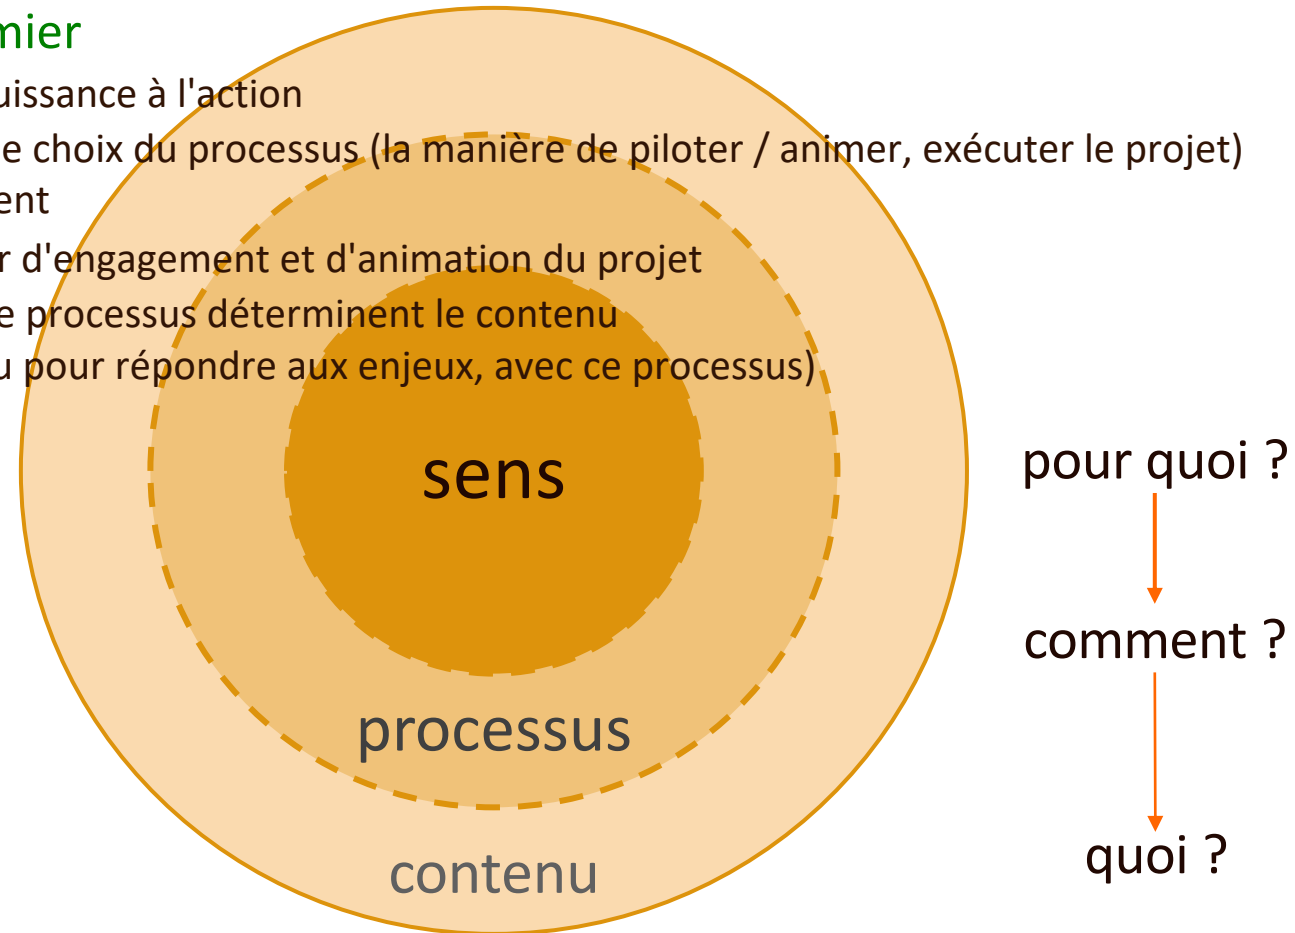 mier
uissance à l'action
e choix du processus (la manière de piloter / animer, exécuter le projet)
ent
r d'engagement et d'animation du projet
e processus déterminent le contenu
u pour répondre aux enjeux, avec ce processus)
sens
pour quoi ?
comment ?
processus
quoi ?
contenu